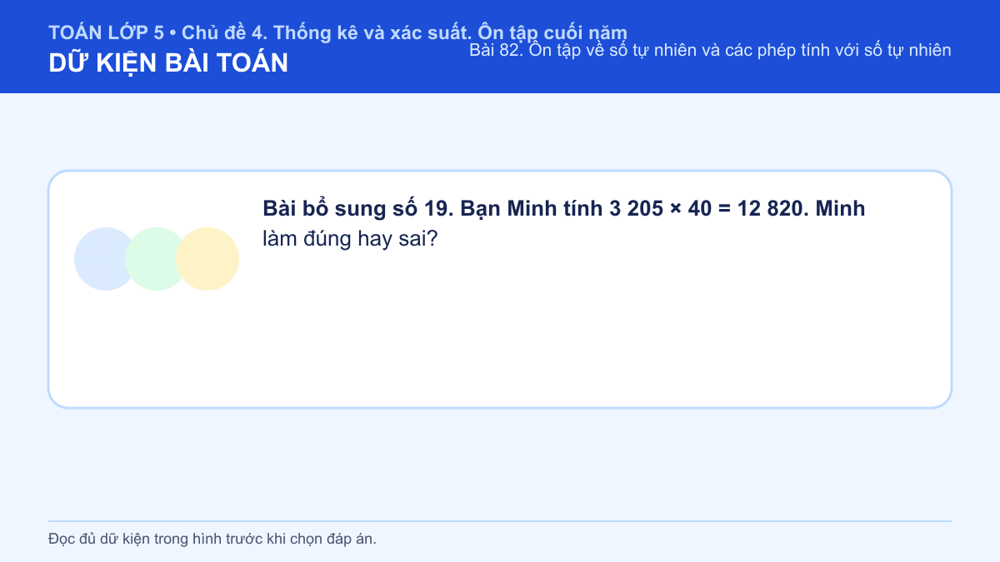 TOÁN LỚP 5 • Chủ đề 4. Thống kê và xác suất. Ôn tập cuối năm
Bài 82. Ôn tập về số tự nhiên và các phép tính với số tự nhiên
DỮ KIỆN BÀI TOÁN
Bài bổ sung số 19. Bạn Minh tính 3 205 × 40 = 12 820. Minh
làm đúng hay sai?
Đọc đủ dữ kiện trong hình trước khi chọn đáp án.